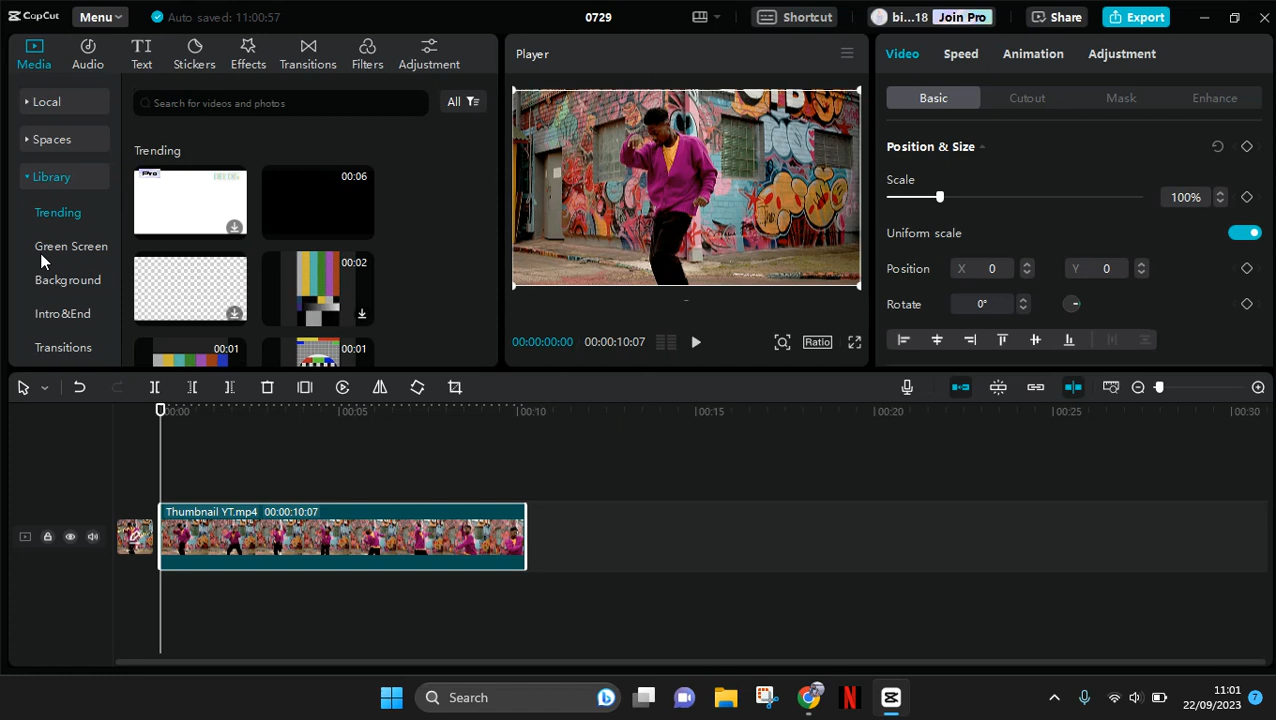 CapCut Menu Auto saved: 11:00:57 0729 Shortcut bi...18 Join Pro Share Export
Media Audio Text Stickers Effects Transitions Filters Adjustment
Player
Video Speed Animation Adjustment
Local
Search for videos and photos All
Basic Cutout Mask Enhance
Spaces
Trending
Position & Size
Library
Pro
00:06
Scale
100%
Trending
Uniform scale
Green Screen
Position X 0 Y 0
Background
00:02
Rotate 0°
Intro&End
Transitions
00:01 00:01
00:00:00:00 00:00:10:07 Ratio
00:00 00:05 00:10 00:15 00:20 00:25 00:30
Thumbnail YT.mp4 00:00:10:07
Search
11:01
22/09/2023
7